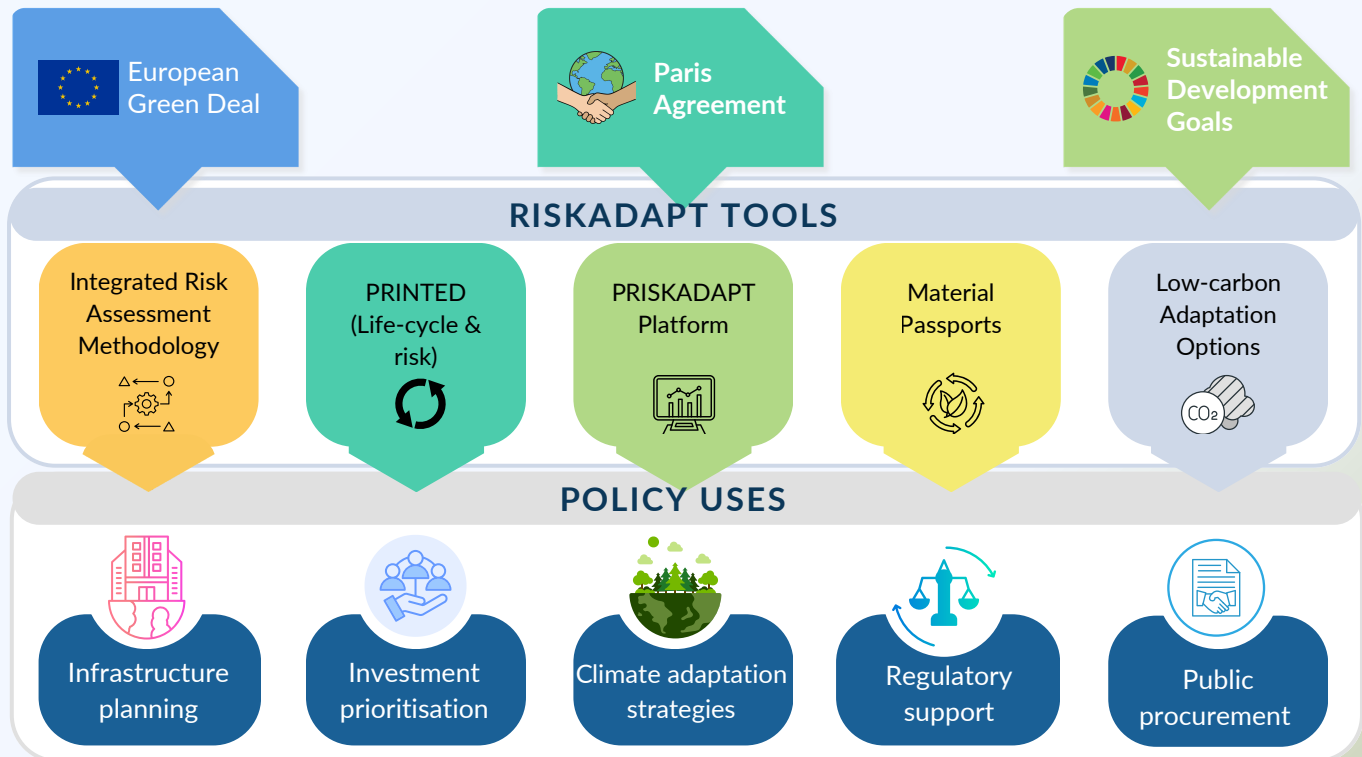 European
Green Deal
Paris
Agreement
Sustainable
Development
Goals
RISKADAPT TOOLS
Integrated Risk
Assessment
Methodology
PRINTED
(Life-cycle &
risk)
PRISKADAPT
Platform
Material
Passports
Low-carbon
Adaptation
Options
CO₂
POLICY USES
Infrastructure
planning
Investment
prioritisation
Climate adaptation
strategies
Regulatory
support
Public
procurement